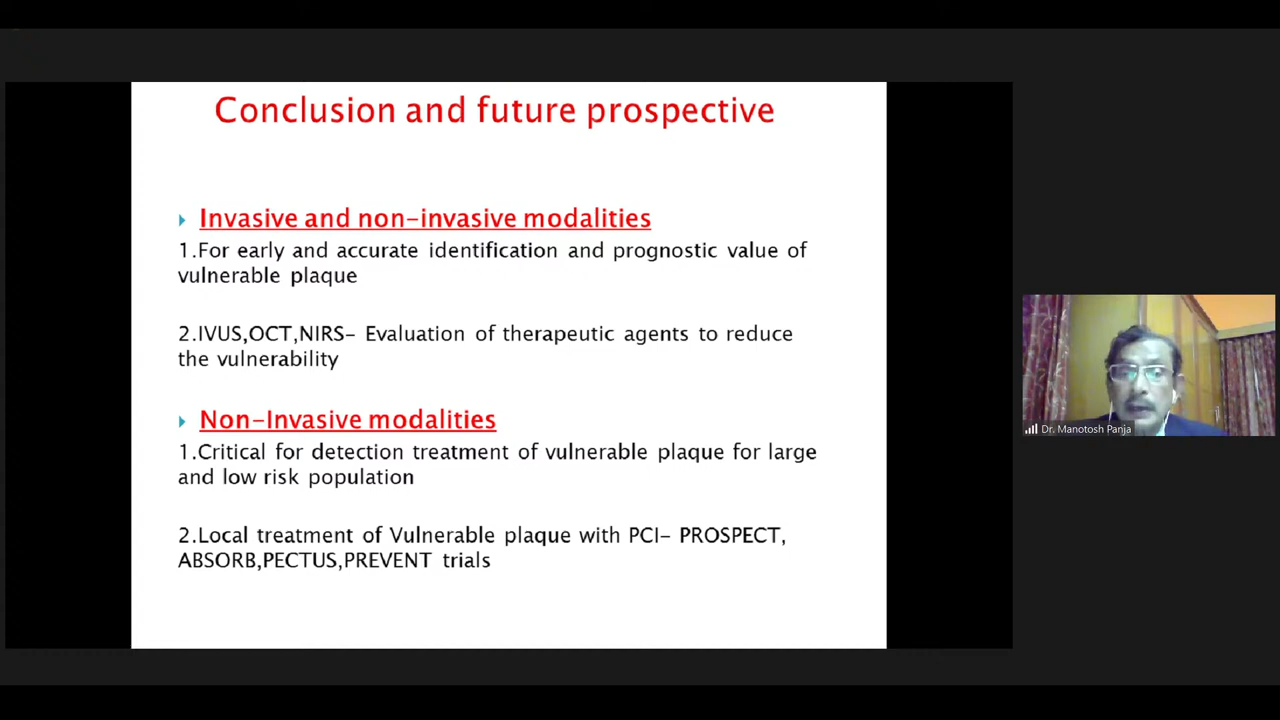 Conclusion and future prospective
Invasive and non-invasive modalities
1.For early and accurate identification and prognostic value of
vulnerable plaque
2.IVUS,OCT,NIRS- Evaluation of therapeutic agents to reduce
the vulnerability
Non-Invasive modalities
1.Critical for detection treatment of vulnerable plaque for large
and low risk population
2.Local treatment of Vulnerable plaque with PCI- PROSPECT,
ABSORB,PECTUS,PREVENT trials
Dr. Manotosh Panja